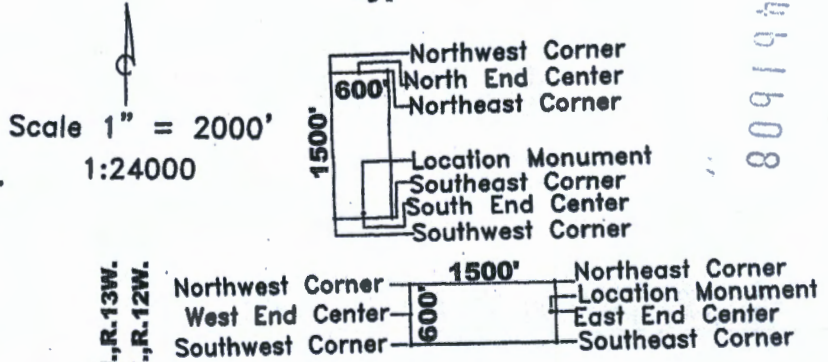 Scale 1" = 2000'
1:24000
Northwest Corner
North End Center
600'
Northeast Corner
1500'
Location Monument
Southeast Corner
South End Center
Southwest Corner
.,R.13W.
.,R.12W.
Northwest Corner
West End Center
Southwest Corner
1500'
600'
Northeast Corner
Location Monument
East End Center
Southeast Corner